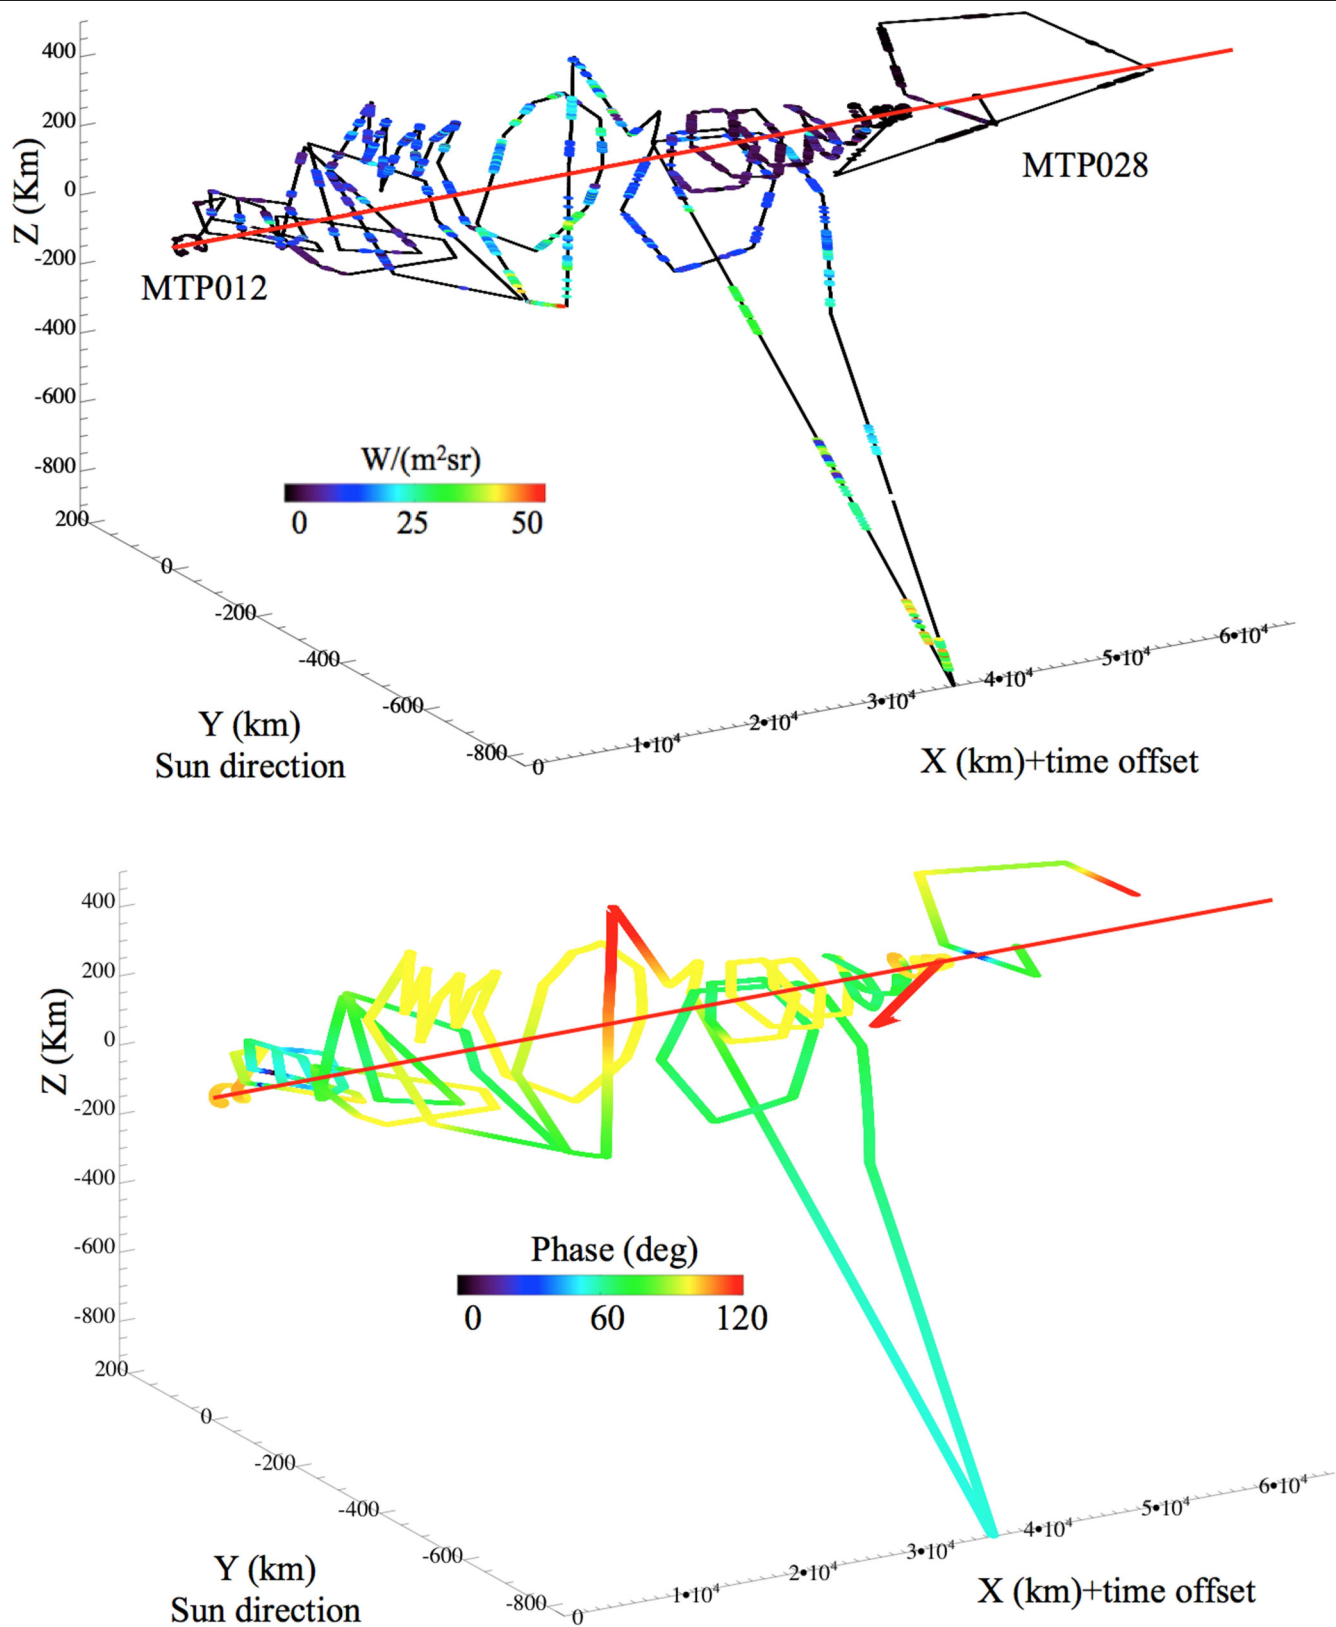 400
200
0
-200
-400
-600
-800
Z (Km)
MTP028
MTP012
W/(m²sr)
0 25 50
200
0
-200
-400
-600
-800
Y (km)
Sun direction
0
1•10⁴
2•10⁴
3•10⁴
4•10⁴
5•10⁴
6•10⁴
X (km)+time offset
400
200
0
-200
-400
-600
-800
Z (Km)
Phase (deg)
0 60 120
200
0
-200
-400
-600
-800
Y (km)
Sun direction
0
1•10⁴
2•10⁴
3•10⁴
4•10⁴
5•10⁴
6•10⁴
X (km)+time offset